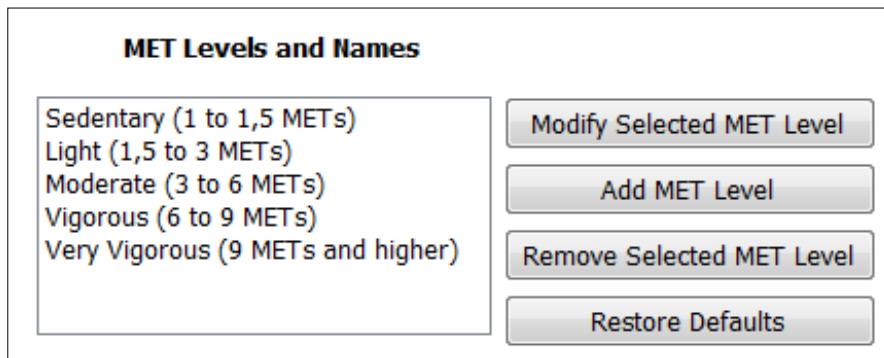 MET Levels and Names
Sedentary (1 to 1,5 METs)
Light (1,5 to 3 METs)
Moderate (3 to 6 METs)
Vigorous (6 to 9 METs)
Very Vigorous (9 METs and higher)
Modify Selected MET Level
Add MET Level
Remove Selected MET Level
Restore Defaults